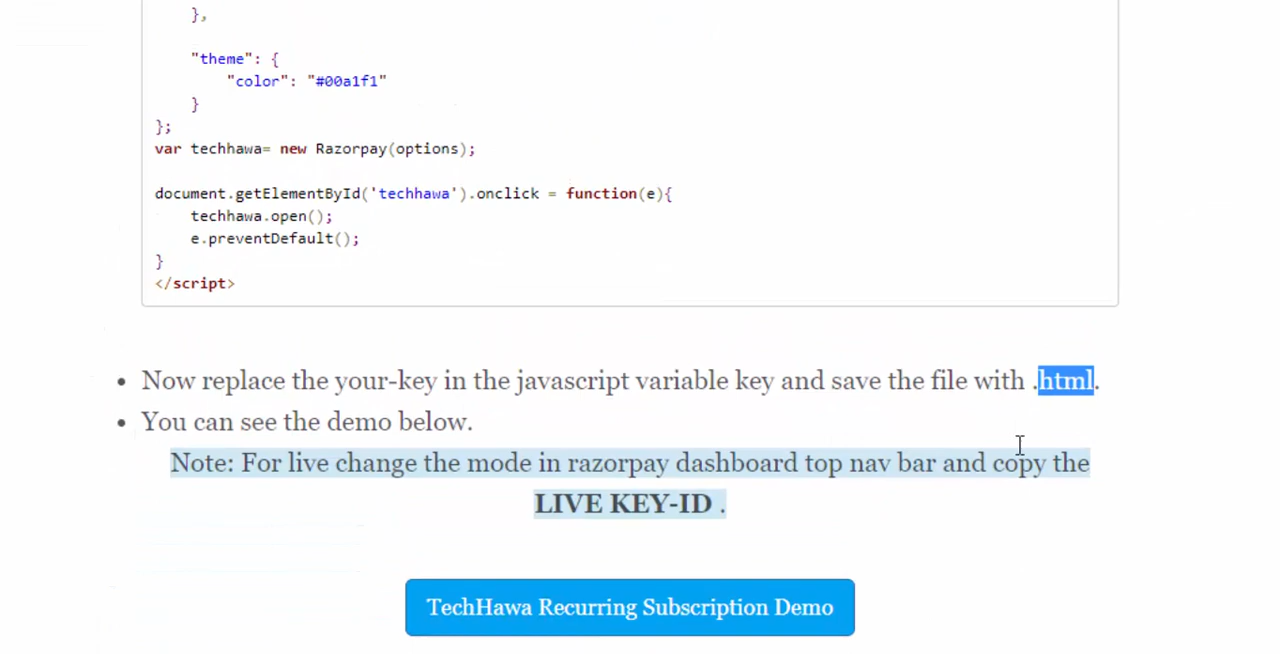 },
"theme": {
"color": "#00a1f1"
}
};
var techhawa= new Razorpay(options);
document.getElementById('techhawa').onclick = function(e){
techhawa.open();
e.preventDefault();
}
</script>
• Now replace the your-key in the javascript variable key and save the file with .html.
• You can see the demo below.
Note: For live change the mode in razorpay dashboard top nav bar and copy the
LIVE KEY-ID .
TechHawa Recurring Subscription Demo